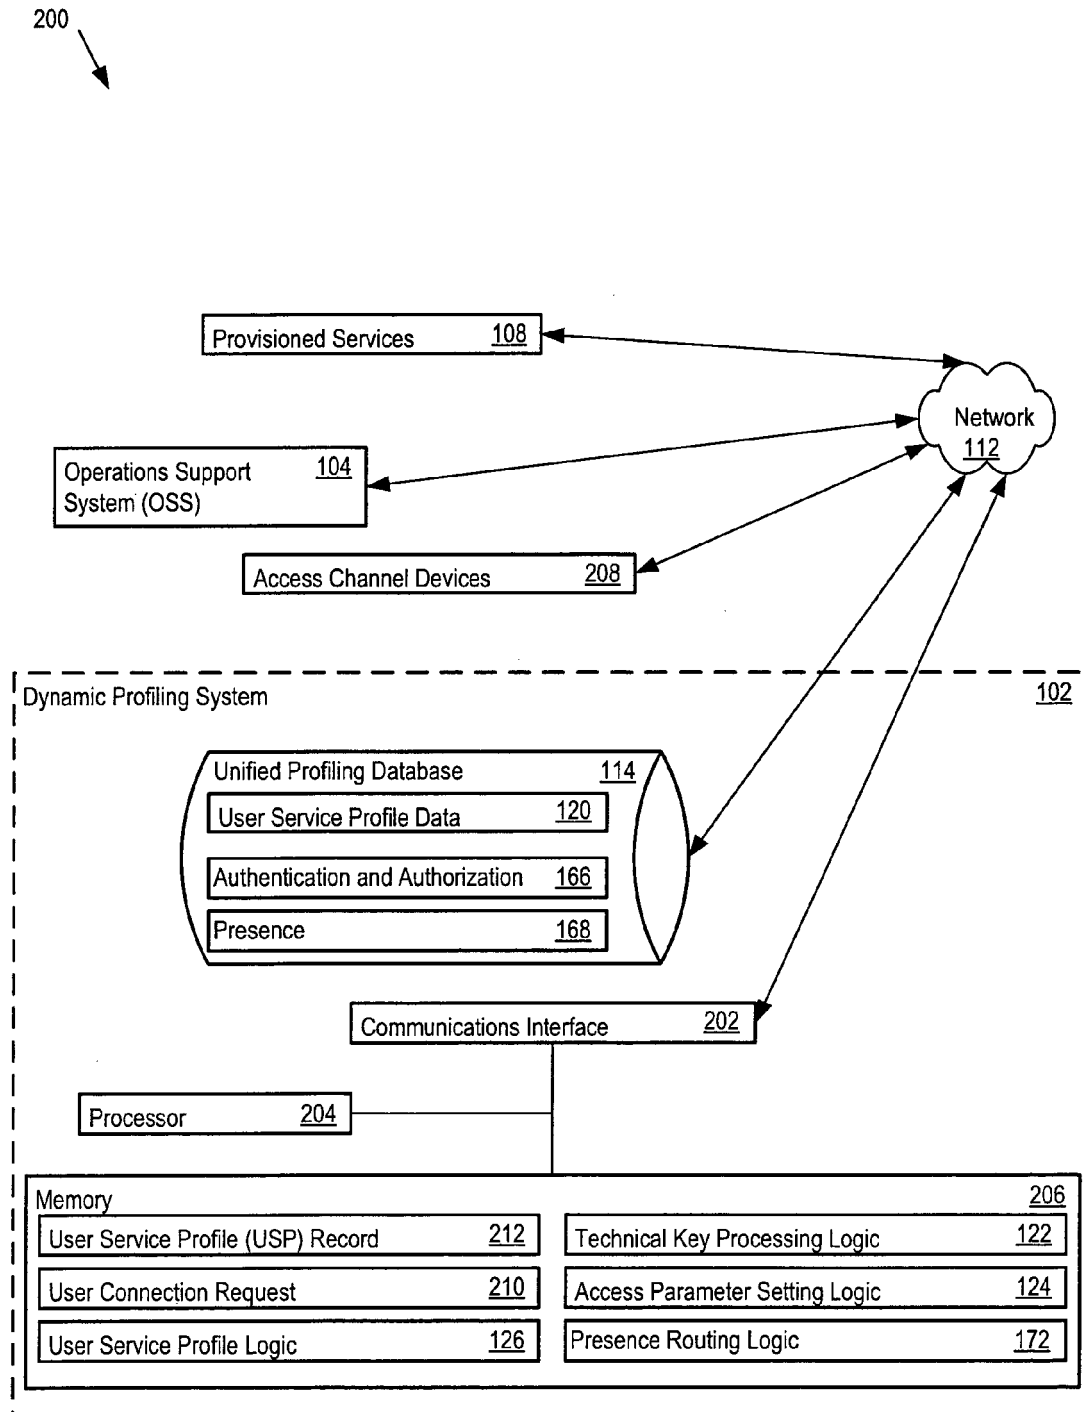 200
Provisioned Services 108
Network
112
Operations Support 104
System (OSS)
Access Channel Devices 208
Dynamic Profiling System 102
Unified Profiling Database 114
User Service Profile Data 120
Authentication and Authorization 166
Presence 168
Communications Interface 202
Processor 204
Memory 206
User Service Profile (USP) Record 212
Technical Key Processing Logic 122
User Connection Request 210
Access Parameter Setting Logic 124
User Service Profile Logic 126
Presence Routing Logic 172